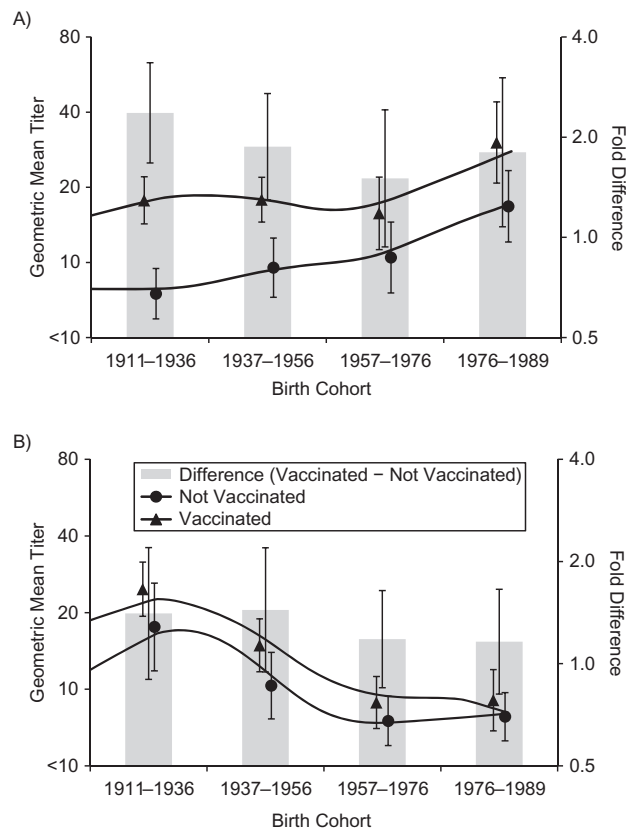 A)
80
40
20
10
<10
Geometric Mean Titer
4.0
2.0
1.0
0.5
Fold Difference
1911–1936
1937–1956
1957–1976
1976–1989
Birth Cohort
B)
80
40
20
10
<10
Geometric Mean Titer
Difference (Vaccinated − Not Vaccinated)
Not Vaccinated
Vaccinated
4.0
2.0
1.0
0.5
Fold Difference
1911–1936
1937–1956
1957–1976
1976–1989
Birth Cohort